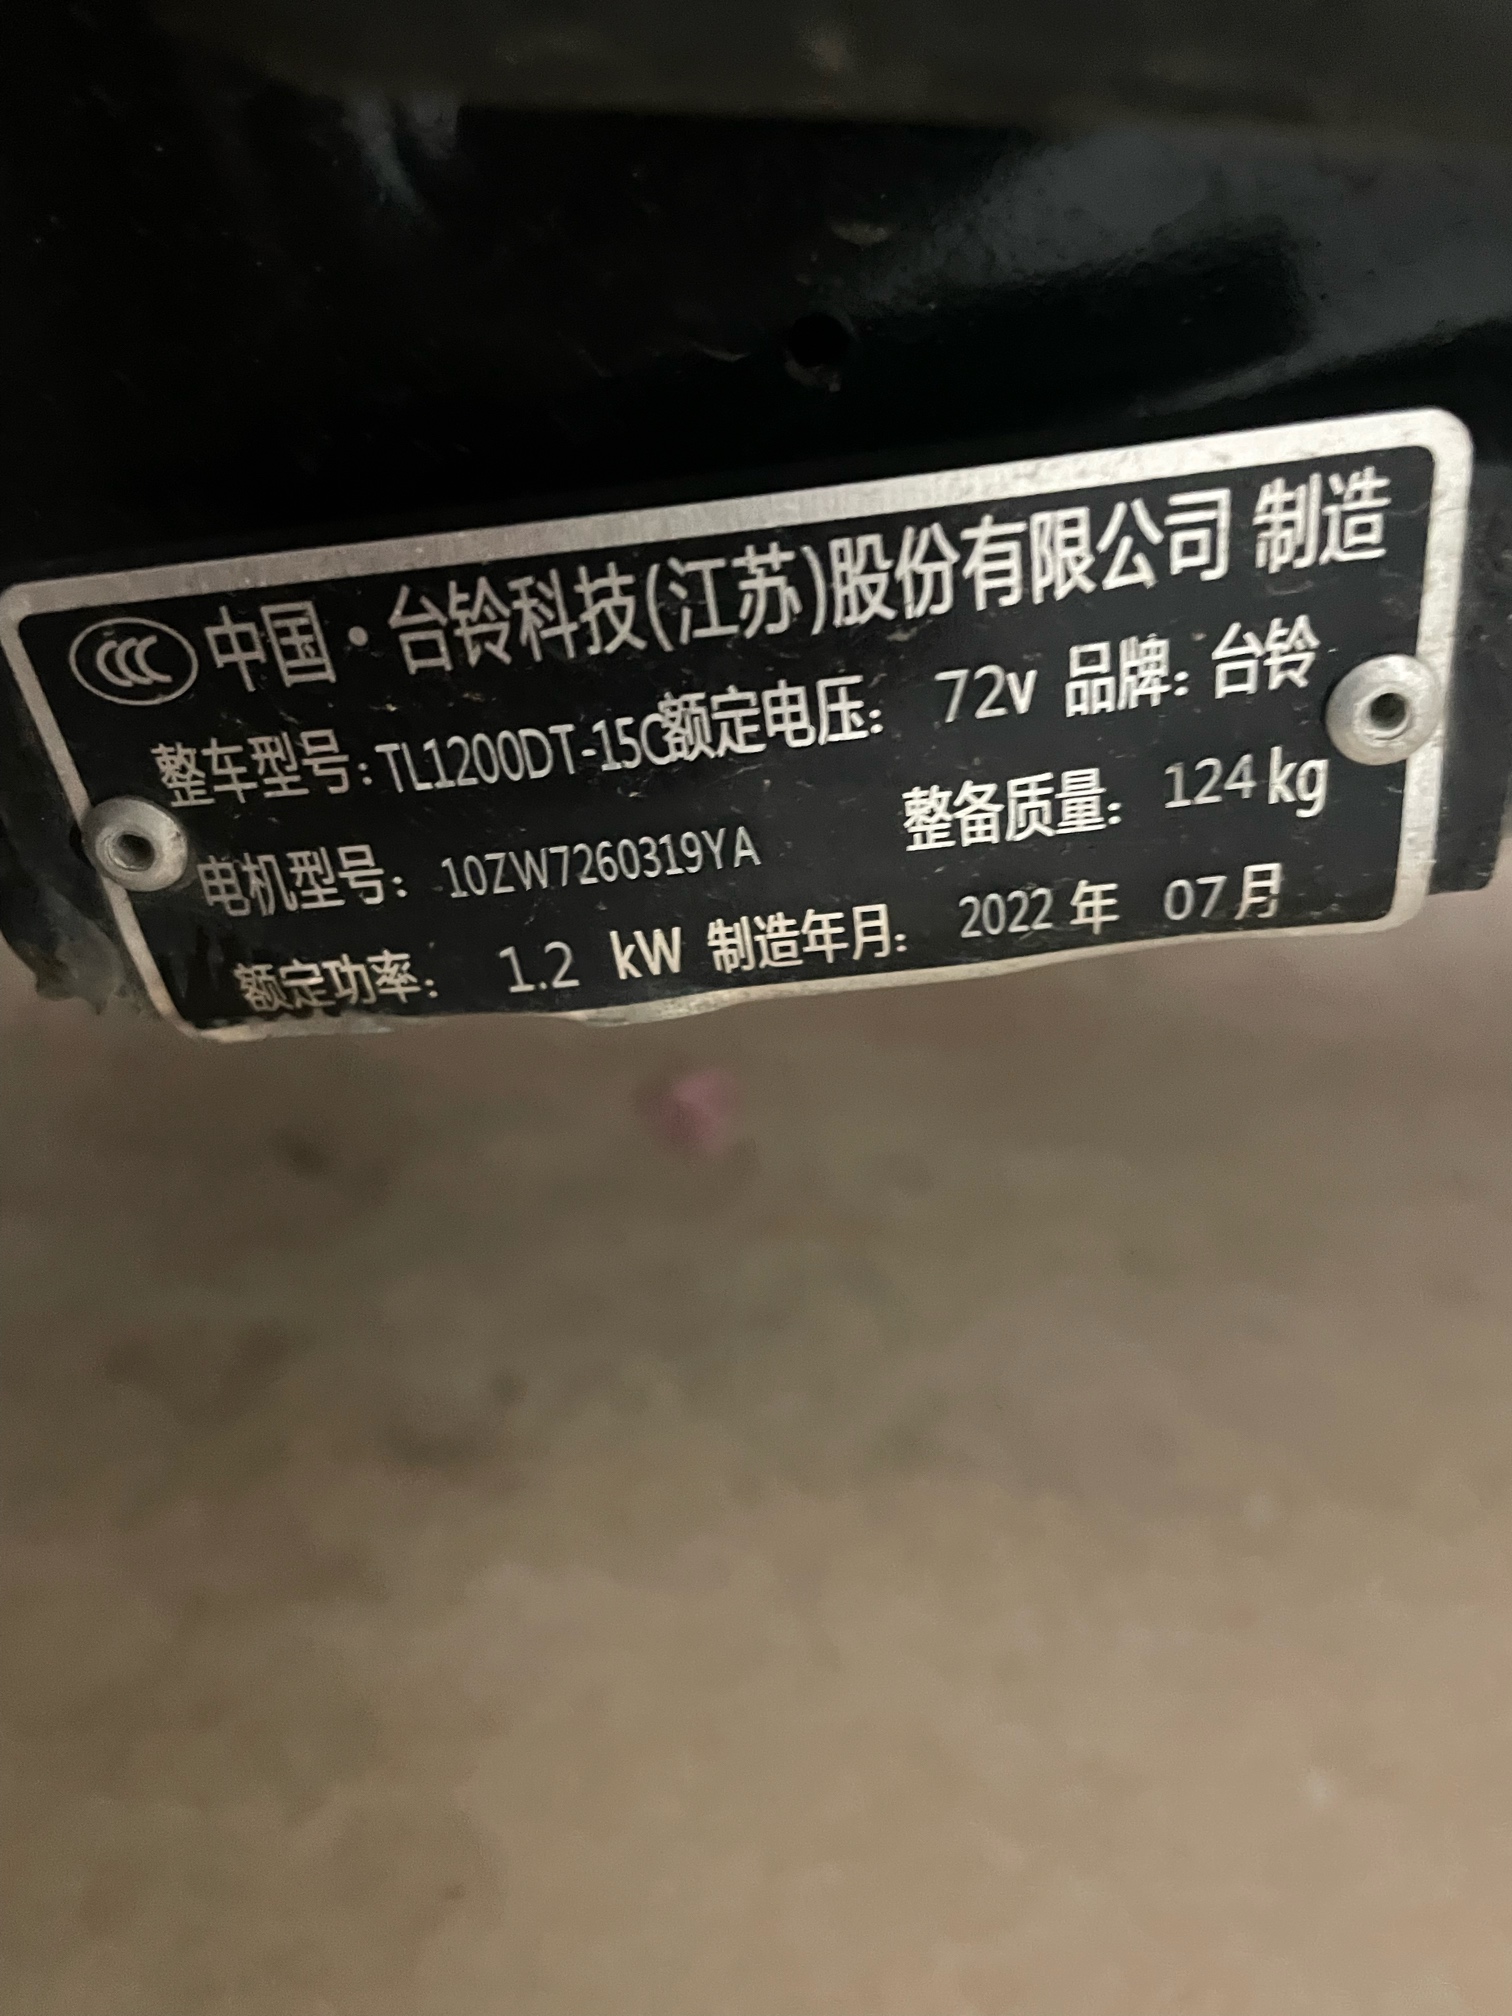 CCC 中国·台铃科技(江苏)股份有限公司 制造
整车型号:TL1200DT-15C额定电压: 72V 品牌:台铃
电机型号: 10ZW7260319YA 整备质量: 124kg
额定功率: 1.2 kW 制造年月: 2022 年 07月